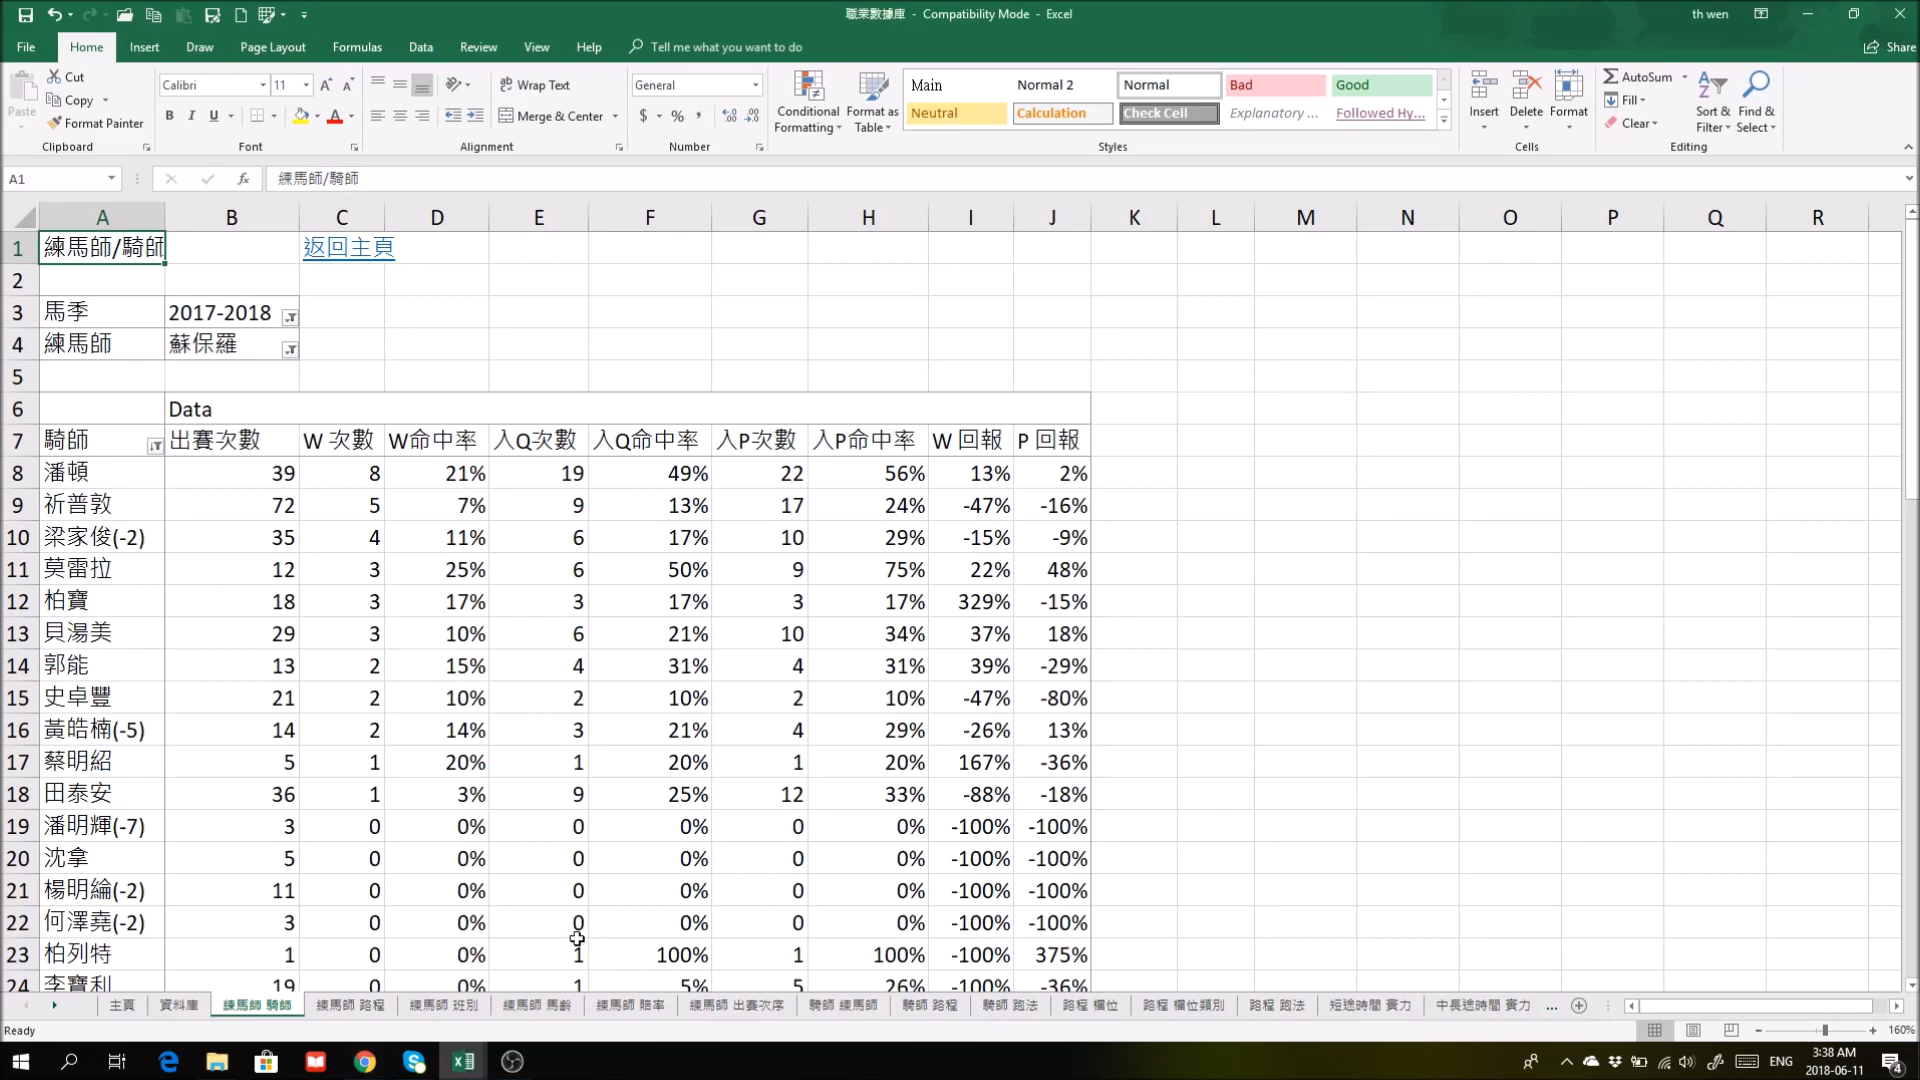 職業數據庫 - Compatibility Mode - Excel
th wen
File Home Insert Draw Page Layout Formulas Data Review View Help Tell me what you want to do
Share
Paste
Cut
Copy
Format Painter
Clipboard
Calibri 11
B I U
Font
Wrap Text
Merge & Center
Alignment
General
$ %
Number
Conditional Formatting
Format as Table
Main Normal 2 Normal Bad Good
Neutral Calculation Check Cell Explanatory ... Followed Hy...
Styles
Insert Delete Format
Cells
AutoSum
Fill
Clear
Sort & Filter
Find & Select
Editing
A1 fx 練馬師/騎師
A B C D E F G H I J K L M N O P Q R
1 練馬師/騎師 返回主頁
2
3 馬季 2017-2018
4 練馬師 蘇保羅
5
6 Data
7 騎師 出賽次數 W 次數 W命中率 入Q次數 入Q命中率 入P次數 入P命中率 W 回報 P 回報
8 潘頓 39 8 21% 19 49% 22 56% 13% 2%
9 祈普敦 72 5 7% 9 13% 17 24% -47% -16%
10 梁家俊(-2) 35 4 11% 6 17% 10 29% -15% -9%
11 莫雷拉 12 3 25% 6 50% 9 75% 22% 48%
12 柏寶 18 3 17% 3 17% 3 17% 329% -15%
13 貝湯美 29 3 10% 6 21% 10 34% 37% 18%
14 郭能 13 2 15% 4 31% 4 31% 39% -29%
15 史卓豐 21 2 10% 2 10% 2 10% -47% -80%
16 黃皓楠(-5) 14 2 14% 3 21% 4 29% -26% 13%
17 蔡明紹 5 1 20% 1 20% 1 20% 167% -36%
18 田泰安 36 1 3% 9 25% 12 33% -88% -18%
19 潘明輝(-7) 3 0 0% 0 0% 0 0% -100% -100%
20 沈拿 5 0 0% 0 0% 0 0% -100% -100%
21 楊明綸(-2) 11 0 0% 0 0% 0 0% -100% -100%
22 何澤堯(-2) 3 0 0% 0 0% 0 0% -100% -100%
23 柏列特 1 0 0% 1 100% 1 100% -100% 375%
24 李寶利 19 0 0% 1 5% 5 26% -100% -36%
主頁 資料庫 練馬師 騎師 練馬師 路程 練馬師 班別 練馬師 馬齡 練馬師 賠率 練馬師 出賽次序 騎師 練馬師 騎師 路程 騎師 跑法 路程 欄位 路程 欄位類別 路程 跑法 短途時間 實力 中長途時間 實力 ...
Ready
160%
ENG
3:38 AM
2018-06-11
4